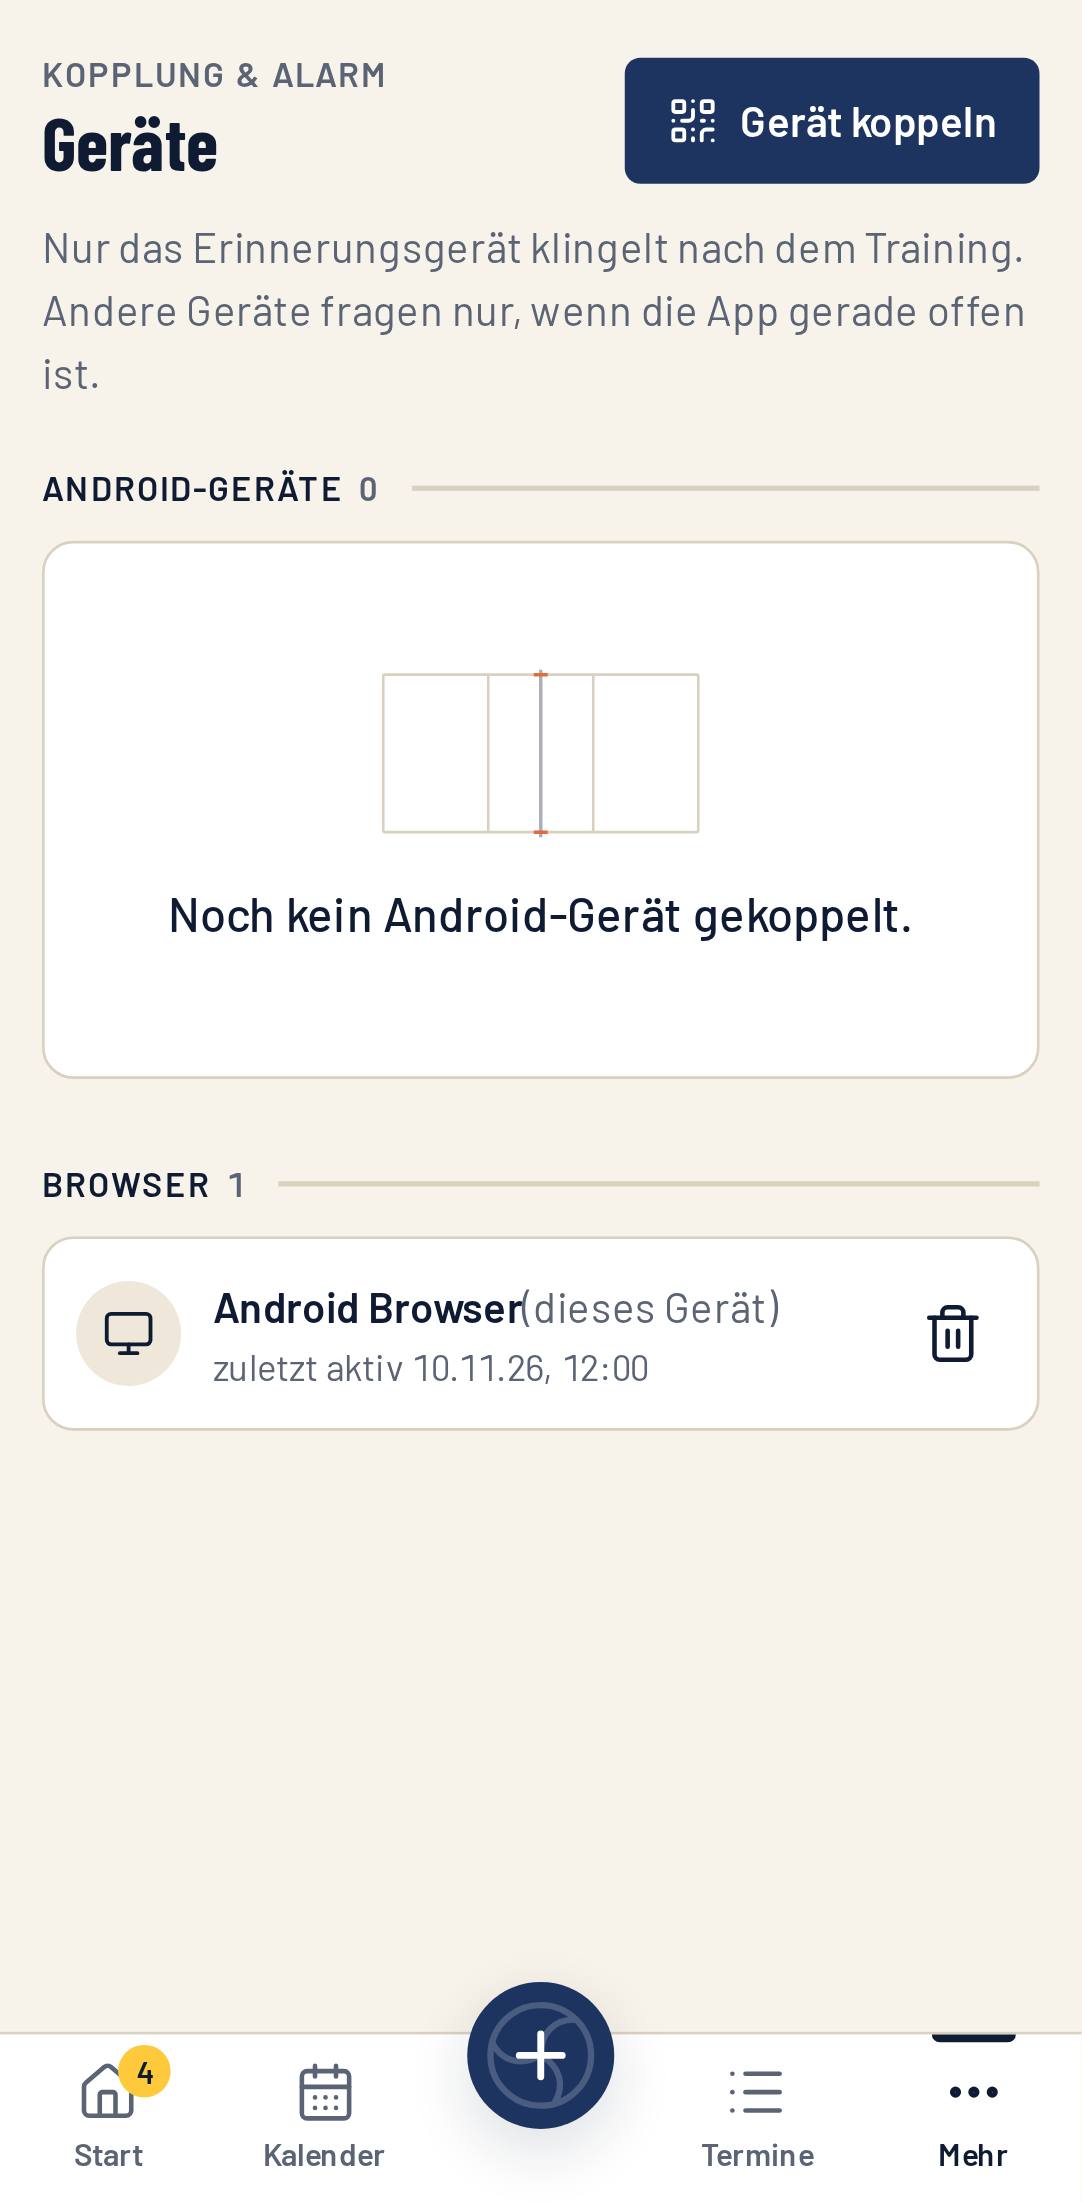 KOPPLUNG & ALARM
Geräte
Gerät koppeln
Nur das Erinnerungsgerät klingelt nach dem Training.
Andere Geräte fragen nur, wenn die App gerade offen
ist.
ANDROID-GERÄTE 0
Noch kein Android-Gerät gekoppelt.
BROWSER 1
Android Browser(dieses Gerät)
zuletzt aktiv 10.11.26, 12:00
4
Start
Kalender
Termine
Mehr